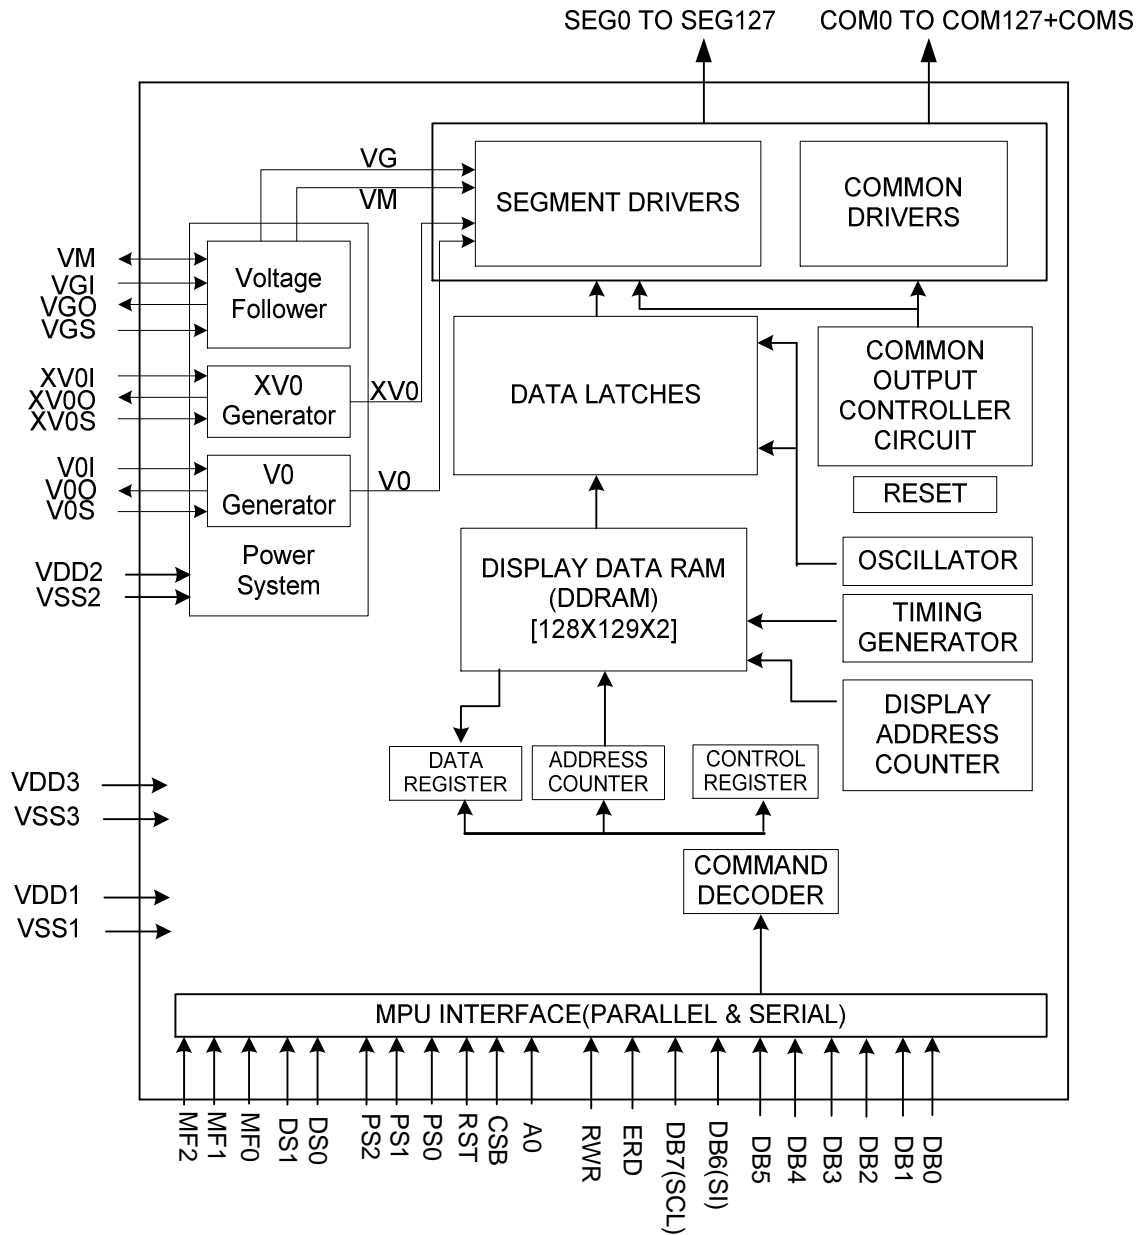 SEG0 TO SEG127
COM0 TO COM127+COMS
VG
VM
SEGMENT DRIVERS
COMMON
DRIVERS
VM
VGI
VGO
VGS
Voltage
Follower
XV0I
XV0O
XV0S
XV0
Generator
XV0
V0I
V0O
V0S
V0
Generator
V0
Power
System
VDD2
VSS2
DATA LATCHES
COMMON
OUTPUT
CONTROLLER
CIRCUIT
RESET
DISPLAY DATA RAM
(DDRAM)
[128X129X2]
OSCILLATOR
TIMING
GENERATOR
DISPLAY
ADDRESS
COUNTER
DATA
REGISTER
ADDRESS
COUNTER
CONTROL
REGISTER
VDD3
VSS3
COMMAND
DECODER
VDD1
VSS1
MPU INTERFACE(PARALLEL & SERIAL)
MF2
MF1
MF0
DS1
DS0
PS2
PS1
PS0
RST
CSB
A0
RWR
ERD
DB7(SCL)
DB6(SI)
DB5
DB4
DB3
DB2
DB1
DB0